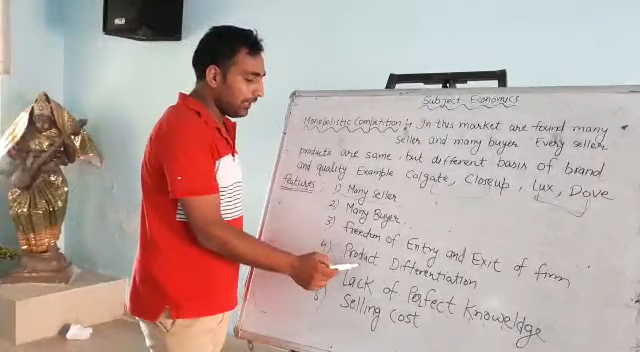 Subject Economics
Monopolistic Competition :- In this market are found many
seller and many buyer. Every seller
products are same but different basis of brand
and quality Example Colgate, Closeup, Lux, Dove
Features : 1) Many Seller
2) Many Buyer.
3) Freedom of Entry and Exit of firm
4) Product Differentiation
Lack of Perfect Knoweldge
6) Selling Cost